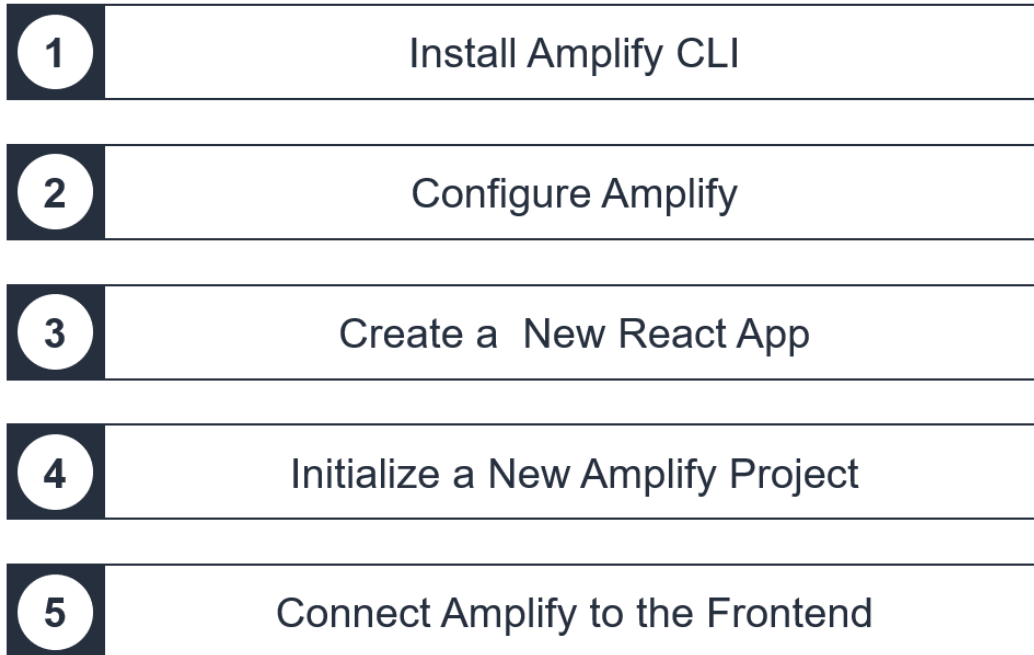 1 Install Amplify CLI
2 Configure Amplify
3 Create a  New React App
4 Initialize a New Amplify Project
5 Connect Amplify to the Frontend